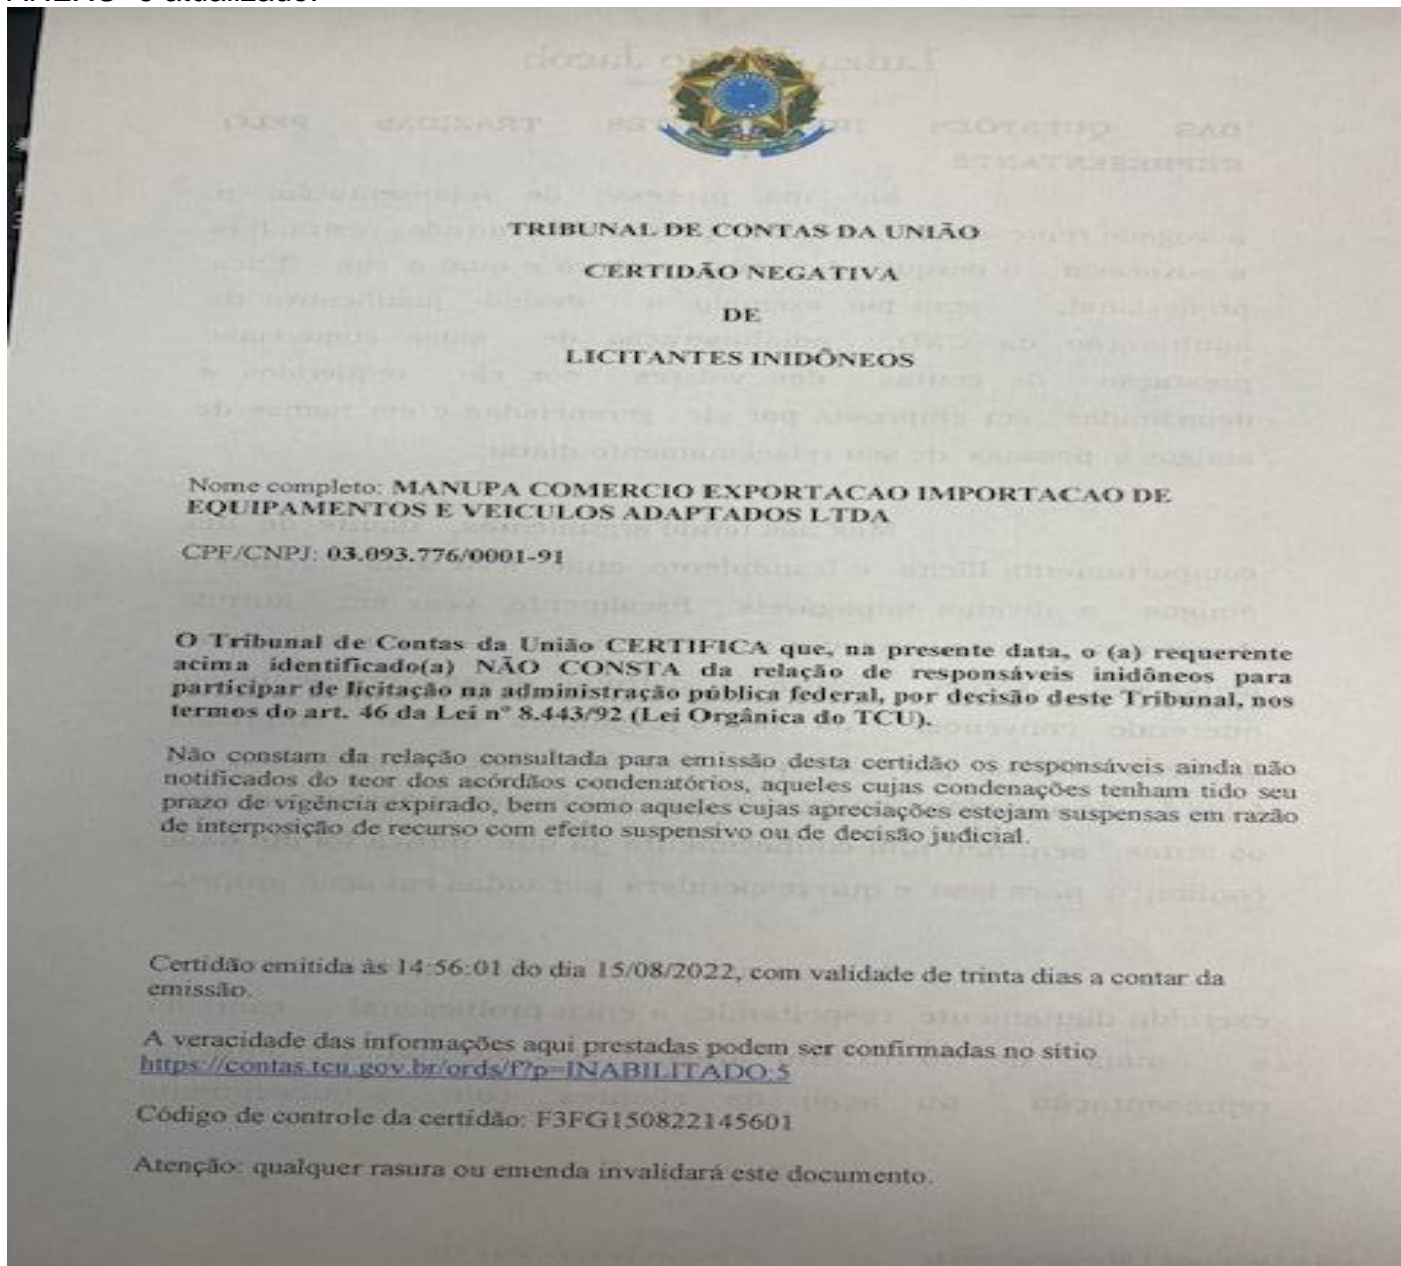 TRIBUNAL DE CONTAS DA UNIÃO
CERTIDÃO NEGATIVA
DE
LICITANTES INIDÔNEOS
Nome completo: MANUPA COMERCIO EXPORTACAO IMPORTACAO DE
EQUIPAMENTOS E VEICULOS ADAPTADOS LTDA
CPF/CNPJ: 03.093.776/0001-91
O Tribunal de Contas da União CERTIFICA que, na presente data, o (a) requerente
acima identificado(a) NÃO CONSTA da relação de responsáveis inidôneos para
participar de licitação na administração pública federal, por decisão deste Tribunal, nos
termos do art. 46 da Lei nº 8.443/92 (Lei Orgânica do TCU).
Não constam da relação consultada para emissão desta certidão os responsáveis ainda não
notificados do teor dos acórdãos condenatórios, aqueles cujas condenações tenham tido seu
prazo de vigência expirado, bem como aqueles cujas apreciações estejam suspensas em razão
de interposição de recurso com efeito suspensivo ou de decisão judicial.
Certidão emitida às 14:56:01 do dia 15/08/2022, com validade de trinta dias a contar da
emissão.
A veracidade das informações aqui prestadas podem ser confirmadas no sítio
https://contas.tcu.gov.br/ords/f?p=INABILITADO:5
Código de controle da certidão: F3FG150822145601
Atenção: qualquer rasura ou emenda invalidará este documento.